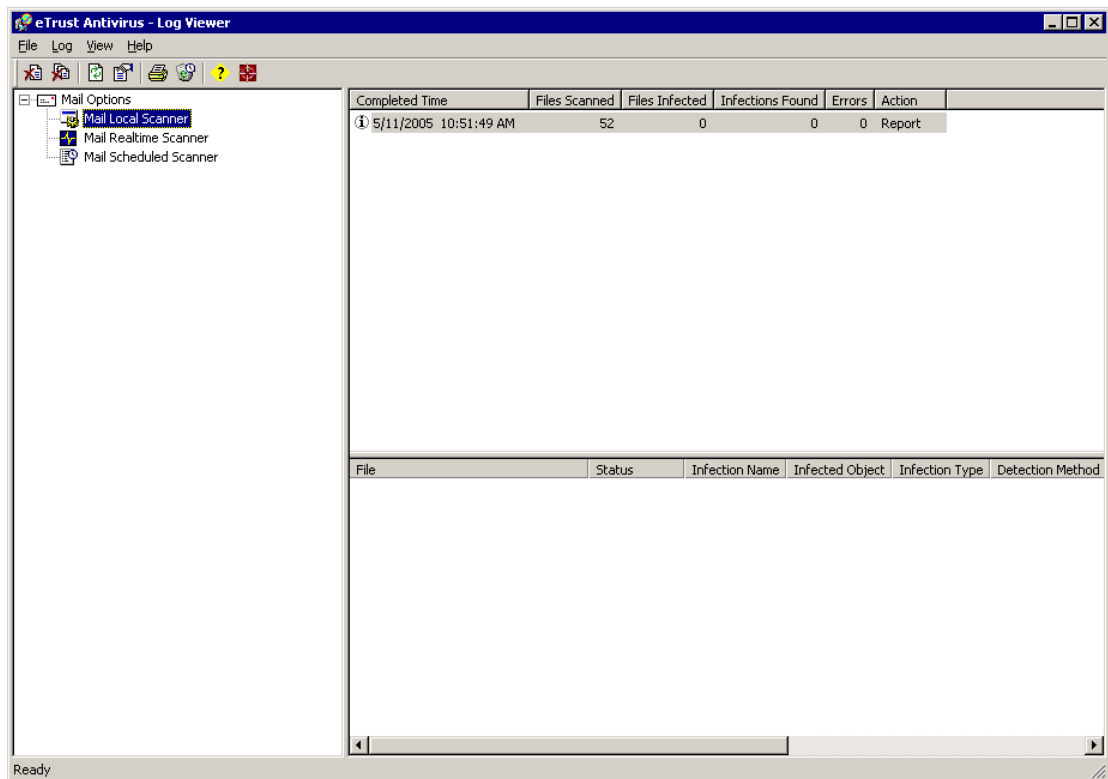 eTrust Antivirus - Log Viewer
File Log View Help
Mail Options
Mail Local Scanner
Mail Realtime Scanner
Mail Scheduled Scanner
Completed Time Files Scanned Files Infected Infections Found Errors Action
5/11/2005 10:51:49 AM 52 0 0 0 Report
File Status Infection Name Infected Object Infection Type Detection Method
Ready